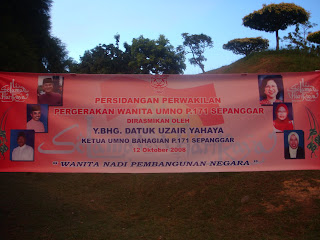 PERSIDANGAN PERWAKILAN
PERGERAKAN WANITA UMNO P.171 SEPANGGAR
DIRASMIKAN OLEH
Y.BHG. DATUK UZAIR YAHAYA
KETUA UMNO BAHAGIAN P.171 SEPANGGAR
12 October 2008
" WANITA NADI PEMBANGUNAN NEGARA "